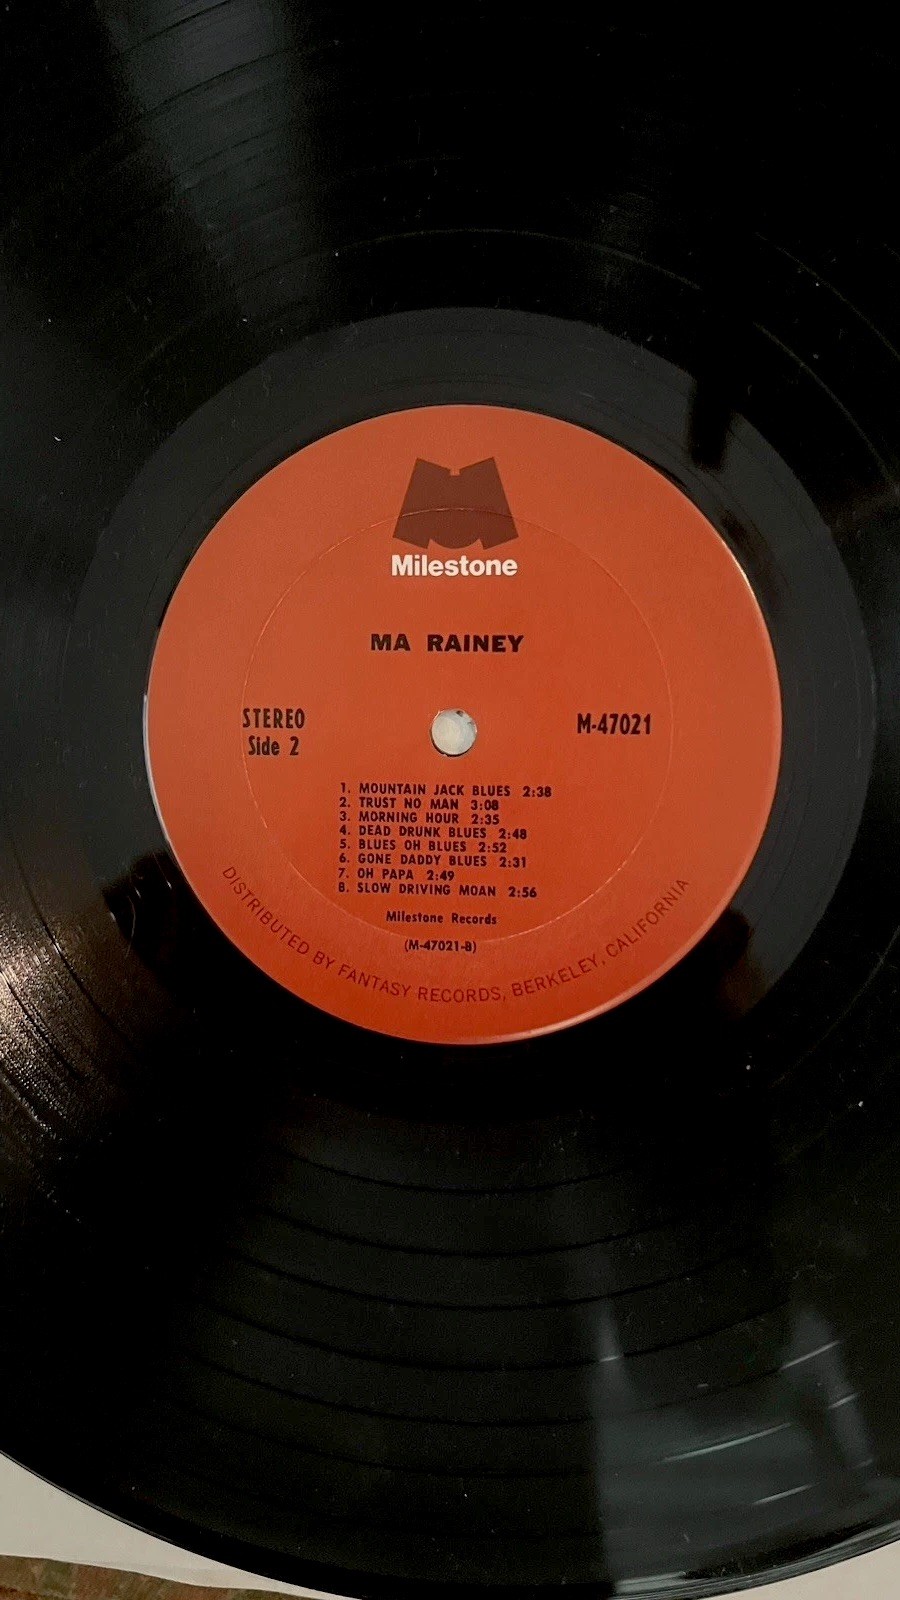 Milestone
MA RAINEY
STEREO
Side 2
M-47021
1. MOUNTAIN JACK BLUES 2:38
2. TRUST NO MAN 3:08
3. MORNING HOUR 2:35
4. DEAD DRUNK BLUES 2:48
5. BLUES OH BLUES 2:52
6. GONE DADDY BLUES 2:31
7. OH PAPA 2:49
8. SLOW DRIVING MOAN 2:56
Milestone Records
(M-47021-B)
DISTRIBUTED BY FANTASY RECORDS, BERKELEY, CALIFORNIA